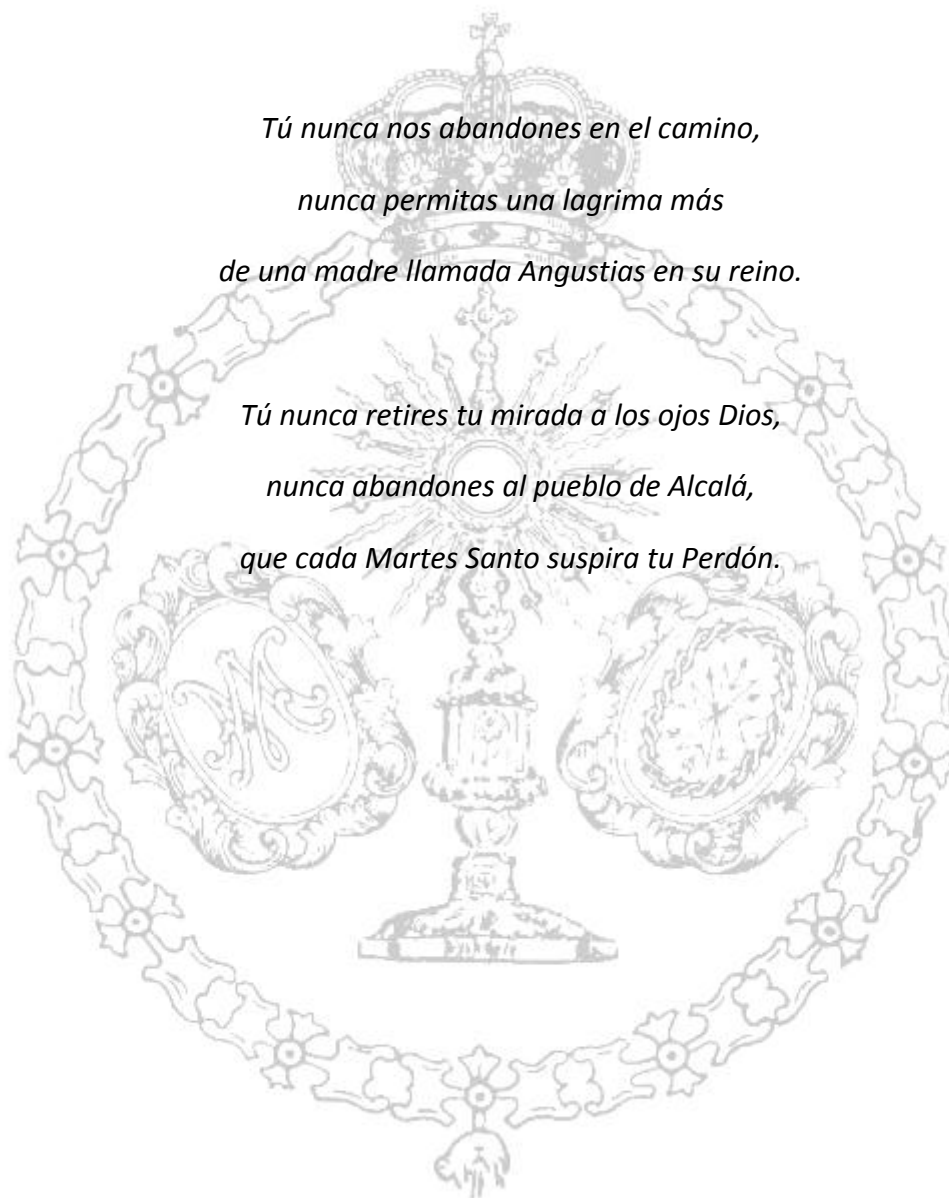 Tú nunca nos abandones en el camino,
nunca permitas una lagrima más
de una madre llamada Angustias en su reino.
Tú nunca retires tu mirada a los ojos Dios,
nunca abandones al pueblo de Alcalá,
que cada Martes Santo suspira tu Perdón.